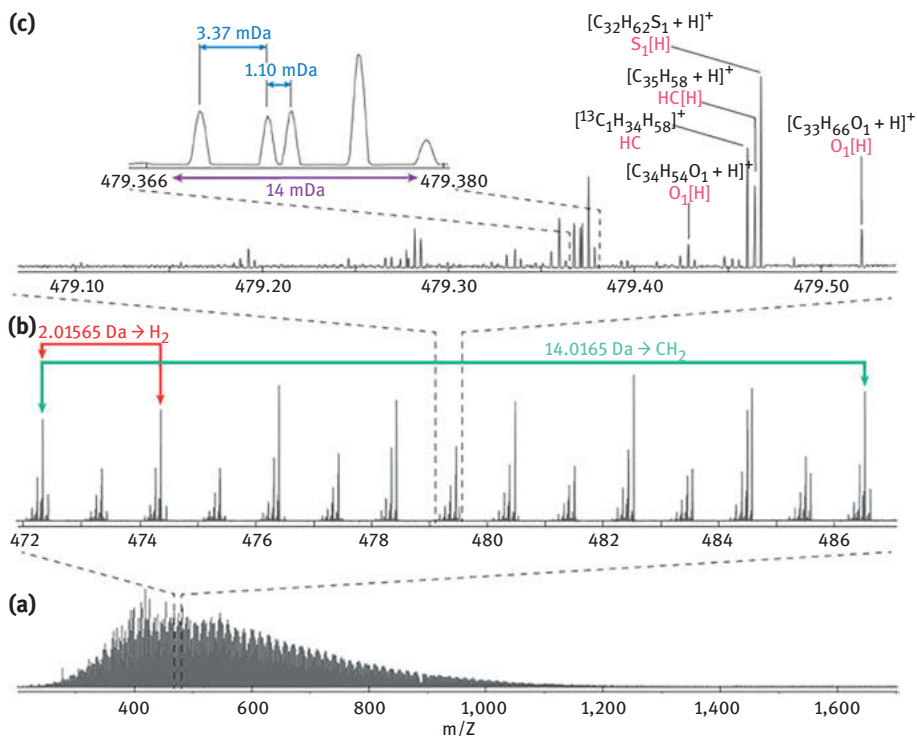 (c)
3.37 mDa
1.10 mDa
479.366
479.380
14 mDa
[C32H62S1 + H]+
S1[H]
[C35H58 + H]+
HC[H]
[13C1H34H58]+
HC
[C34H54O1 + H]+
O1[H]
[C33H66O1 + H]+
O1[H]
479.10 479.20 479.30 479.40 479.50
(b)
2.01565 Da → H2
14.0165 Da → CH2
472 474 476 478 480 482 484 486
(a)
400 600 800 1,000 1,200 1,400 1,600
m/Z